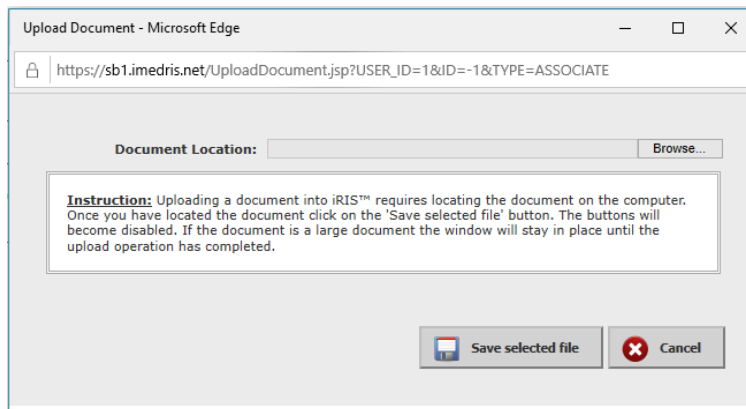 Upload Document - Microsoft Edge
https://sb1.imedris.net/UploadDocument.jsp?USER_ID=1&ID=-1&TYPE=ASSOCIATE
Document Location: Browse...
Instruction: Uploading a document into iRIS™ requires locating the document on the computer.
Once you have located the document click on the 'Save selected file' button. The buttons will
become disabled. If the document is a large document the window will stay in place until the
upload operation has completed.
Save selected file Cancel